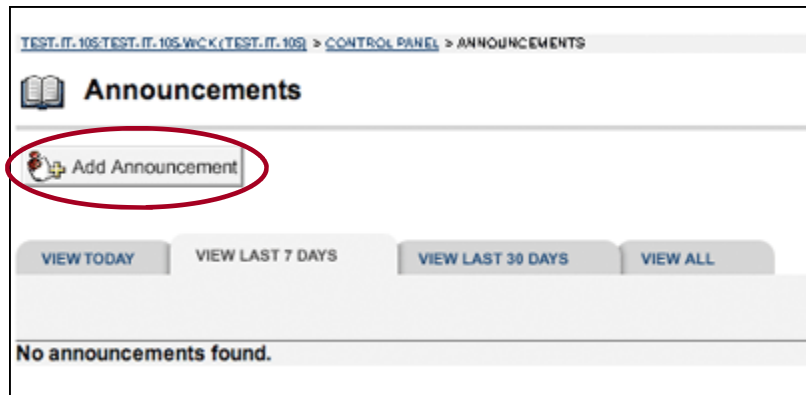 TEST-IT-105:TEST-IT-105-WCK (TEST-IT-105) > CONTROL PANEL > ANNOUNCEMENTS
Announcements
Add Announcement
VIEW TODAY VIEW LAST 7 DAYS VIEW LAST 30 DAYS VIEW ALL
No announcements found.